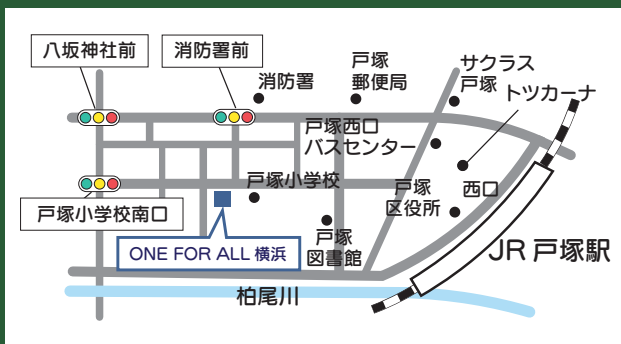 八坂神社前
消防署前
消防署
戸塚
郵便局
サクラス
戸塚
トツカーナ
戸塚西口
バスセンター
戸塚小学校
戸塚
区役所
西口
戸塚小学校南口
ONE FOR ALL 横浜
戸塚
図書館
JR 戸塚駅
柏尾川